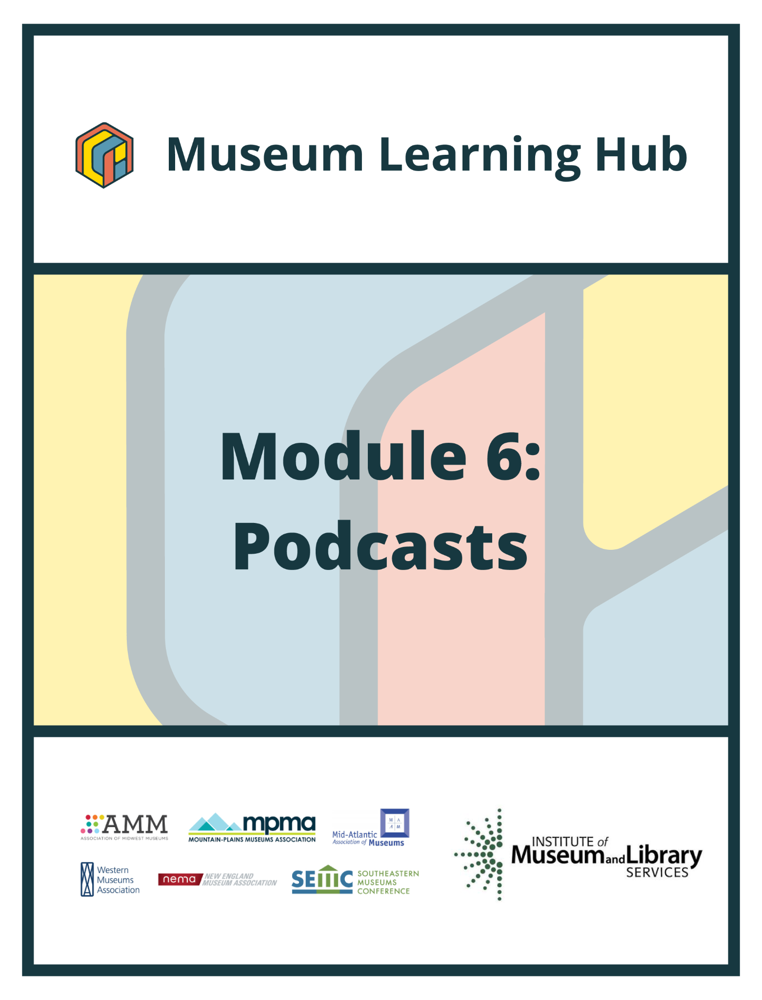 Museum Learning Hub
Module 6:
Podcasts
AMM
ASSOCIATION OF MIDWEST MUSEUMS
mpma
MOUNTAIN-PLAINS MUSEUMS ASSOCIATION
M A
A M
Mid-Atlantic
Association of Museums
Western
Museums
Association
nema
NEW ENGLAND
MUSEUM ASSOCIATION
SEMC
SOUTHEASTERN
MUSEUMS
CONFERENCE
INSTITUTE of
Museum and Library
SERVICES